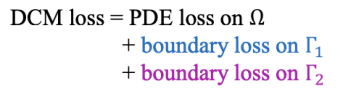 DCM loss = PDE loss on Ω
+ boundary loss on Γ₁
+ boundary loss on Γ₂